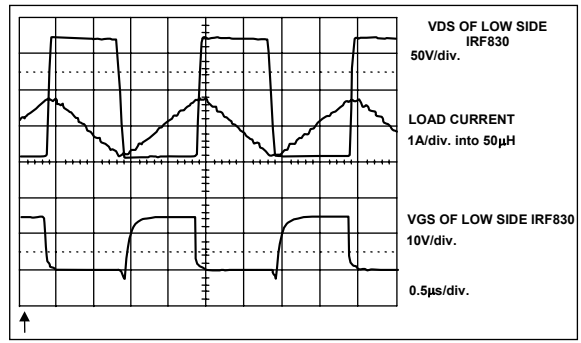 VDS OF LOW SIDE
IRF830
50V/div.
LOAD CURRENT
1A/div. into 50µH
VGS OF LOW SIDE IRF830
10V/div.
0.5µs/div.